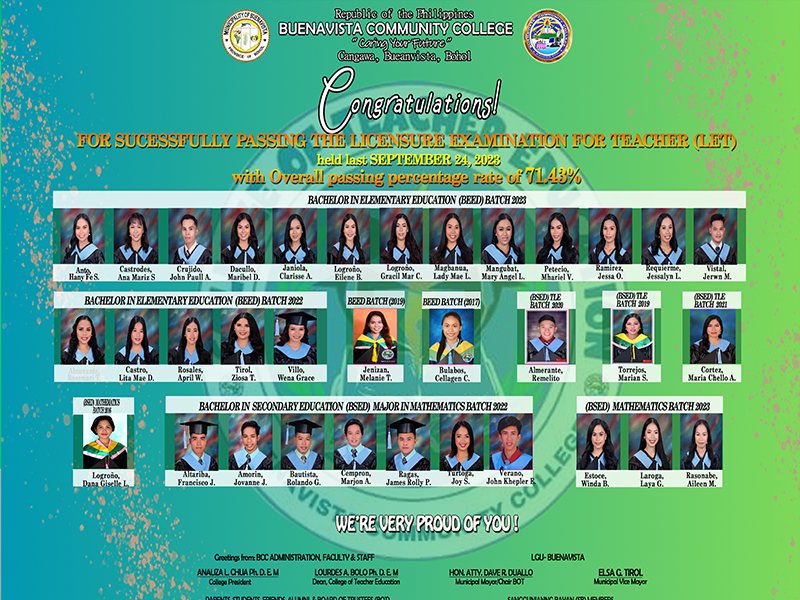 Republic of the Philippines
BUENAVISTA COMMUNITY COLLEGE
"Caring Your Future"
Cangawa, Bueanvista, Bohol
Congratulations!
FOR SUCESSFULLY PASSING THE LICENSURE EXAMINATION FOR TEACHER (LET)
held last SEPTEMBER 24, 2023
with Overall passing percentage rate of 71.43%
BACHELOR IN ELEMENTARY EDUCATION (BEED) BATCH 2023
Anto, Hany Fe S.
Castrodes, Ana Mariz S
Crujido, John Paull A.
Dacullo, Maribel D.
Janiola, Clarisse A.
Logroño, Eilene B.
Logroño, Gracil Mar C.
Magbanua, Lady Mae L.
Mangubat, Mary Angel L.
Petecio, Mhariel V.
Ramirez, Jessa O.
Requierme, Jessalyn L.
Vistal, Jerwn M.
BACHELOR IN ELEMENTARY EDUCATION (BEED) BATCH 2022
Castro, Lita Mae D.
Rosales, April W.
Tirol, Ziosa T.
Villo, Wena Grace
BEED BATCH (2019)
Jenizan, Melanie T.
BEED BATCH (2017)
Bulabos, Cellagen C.
(BSED) TLE
BATCH 2020
Almerante, Remelito
(BSED) TLE
BATCH 2019
Torrejos, Marian S.
(BSED) TLE
BATCH 2021
Cortez, Maria Chello A.
(BSED) MATHEMATICS
BATCH 2016
Logroño, Dana Giselle L.
BACHELOR IN SECONDARY EDUCATION (BSED) MAJOR IN MATHEMATICS BATCH 2022
Altariba, Francisco J.
Amorin, Jovanne J.
Bautista, Rolando G.
Cempron, Marjon A.
Ragas, James Rolly P.
Tartoga, Joy S.
Verano, John Khepler E.
(BSED) MATHEMATICS BATCH 2023
Estoce, Winda B.
Laroga, Laya G.
Rasonabe, Aileen M.
WE'RE VERY PROUD OF YOU !
Greetings from: BCC ADMINISTRATION, FACULTY & STAFF
LGU- BUENAVISTA
ANALIZA L. CHUA Ph. D. E. M
College President
LOURDES A. BOLO Ph. D. E. M
Dean, College of Teacher Education
HON. ATTY. DAVE R. DUALLO
Municipal Mayor/Chair BOT
ELSA G. TIROL
Municipal Vice Mayor